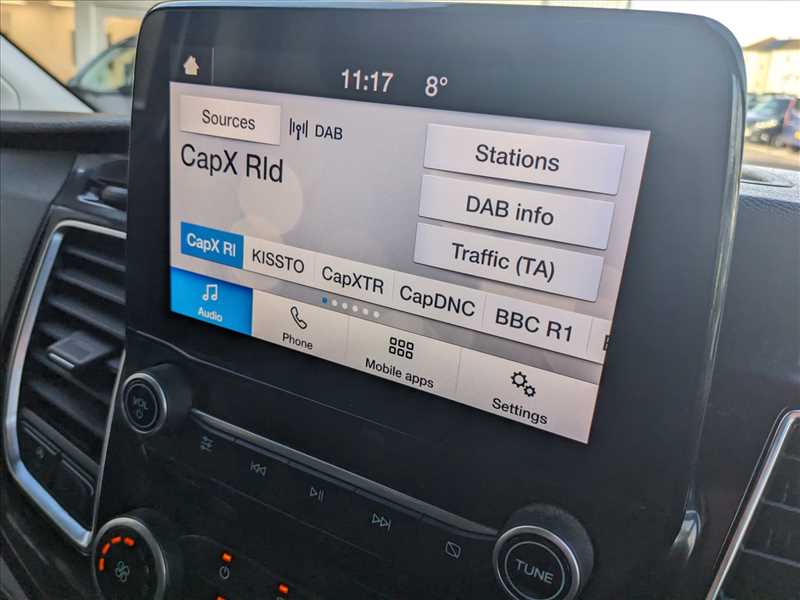 11:17 8°
Sources DAB
CapX Rld
Stations
DAB info
Traffic (TA)
CapX Rl KISSTO CapXTR CapDNC BBC R1
Audio Phone Mobile apps Settings
VOL
TUNE